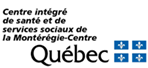 Centre intégré
de santé et de
services sociaux de
la Montérégie-Centre
Québec